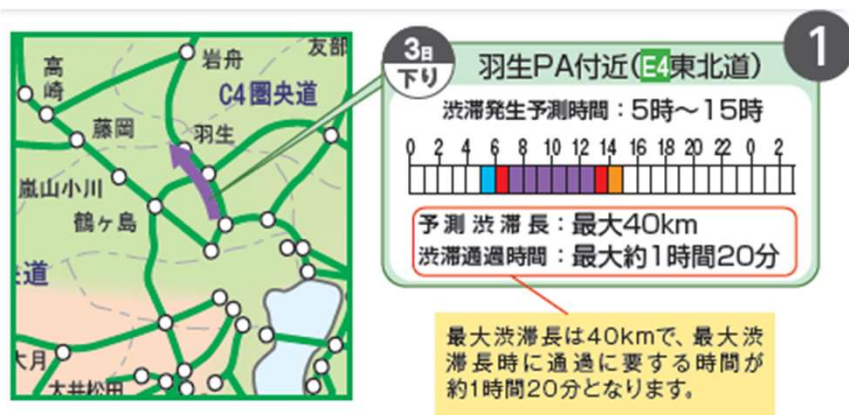 友部
岩舟
高崎
C4圏央道
藤岡
羽生
嵐山小川
鶴ヶ島
央道
大月
大井松田
1
3日
下り
羽生PA付近(E4東北道)
渋滞発生予測時間：5時～15時
0 2 4 6 8 10 12 14 16 18 20 22 0 2
予測渋滞長：最大40km
渋滞通過時間：最大約1時間20分
最大渋滞長は40kmで、最大渋
滞長時に通過に要する時間が
約1時間20分となります。